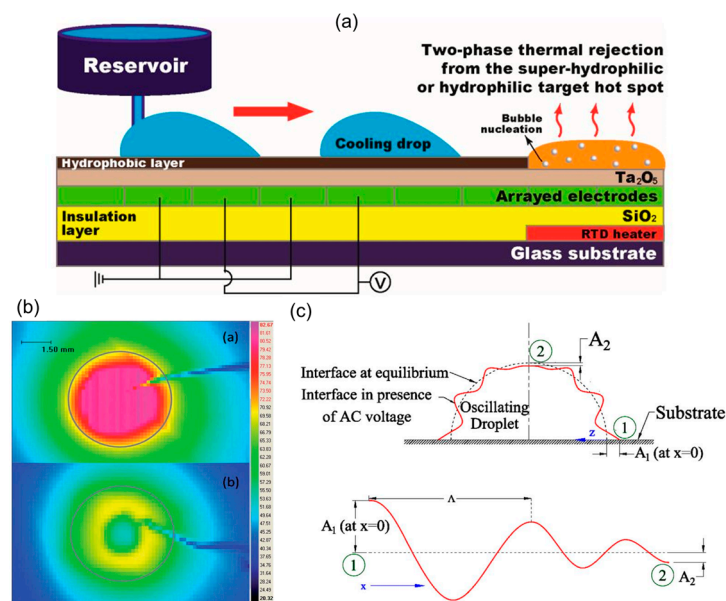 (a)
Reservoir
Two-phase thermal rejection
from the super-hydrophilic
or hydrophilic target hot spot
Bubble
nucleation
Cooling drop
Hydrophobic layer
Ta₂O₅
Arrayed electrodes
Insulation
layer
SiO₂
RTD heater
Glass substrate
V
(b)
(a)
1.50 mm
(b)
20.32
(c)
2
A₂
Interface at equilibrium
Interface in presence
of AC voltage
Oscillating
Droplet
Substrate
1
z
A₁ (at x=0)
Λ
A₁ (at x=0)
1
x
2
A₂